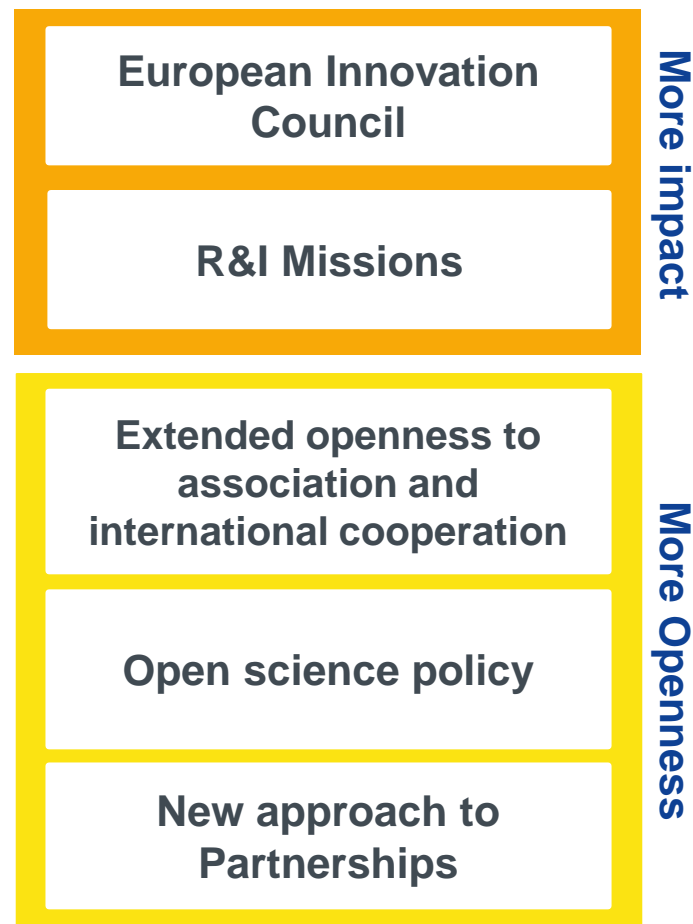 European Innovation
Council
R&I Missions
More impact
Extended openness to
association and
international cooperation
Open science policy
New approach to
Partnerships
More Openness